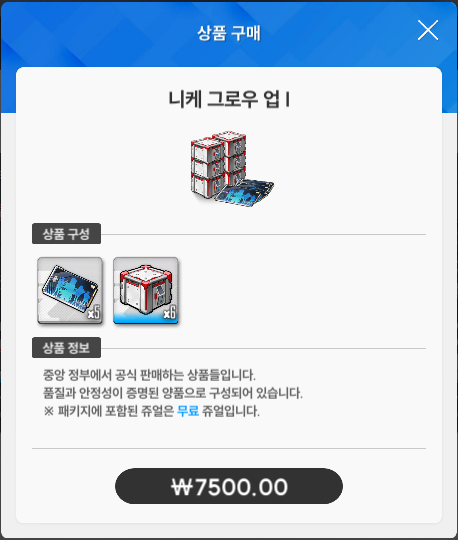 상품 구매
니케 그로우 업 I
상품 구성
x5
x6
상품 정보
중앙 정부에서 공식 판매하는 상품들입니다.
품질과 안정성이 증명된 양품으로 구성되어 있습니다.
※ 패키지에 포함된 쥬얼은 무료 쥬얼입니다.
₩7500.00